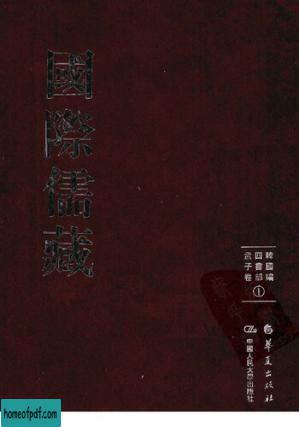 國際儒藏
韓國編
四書部
孟子卷
①
華夏出版社
中國人民大學出版社
homeofpdf.com